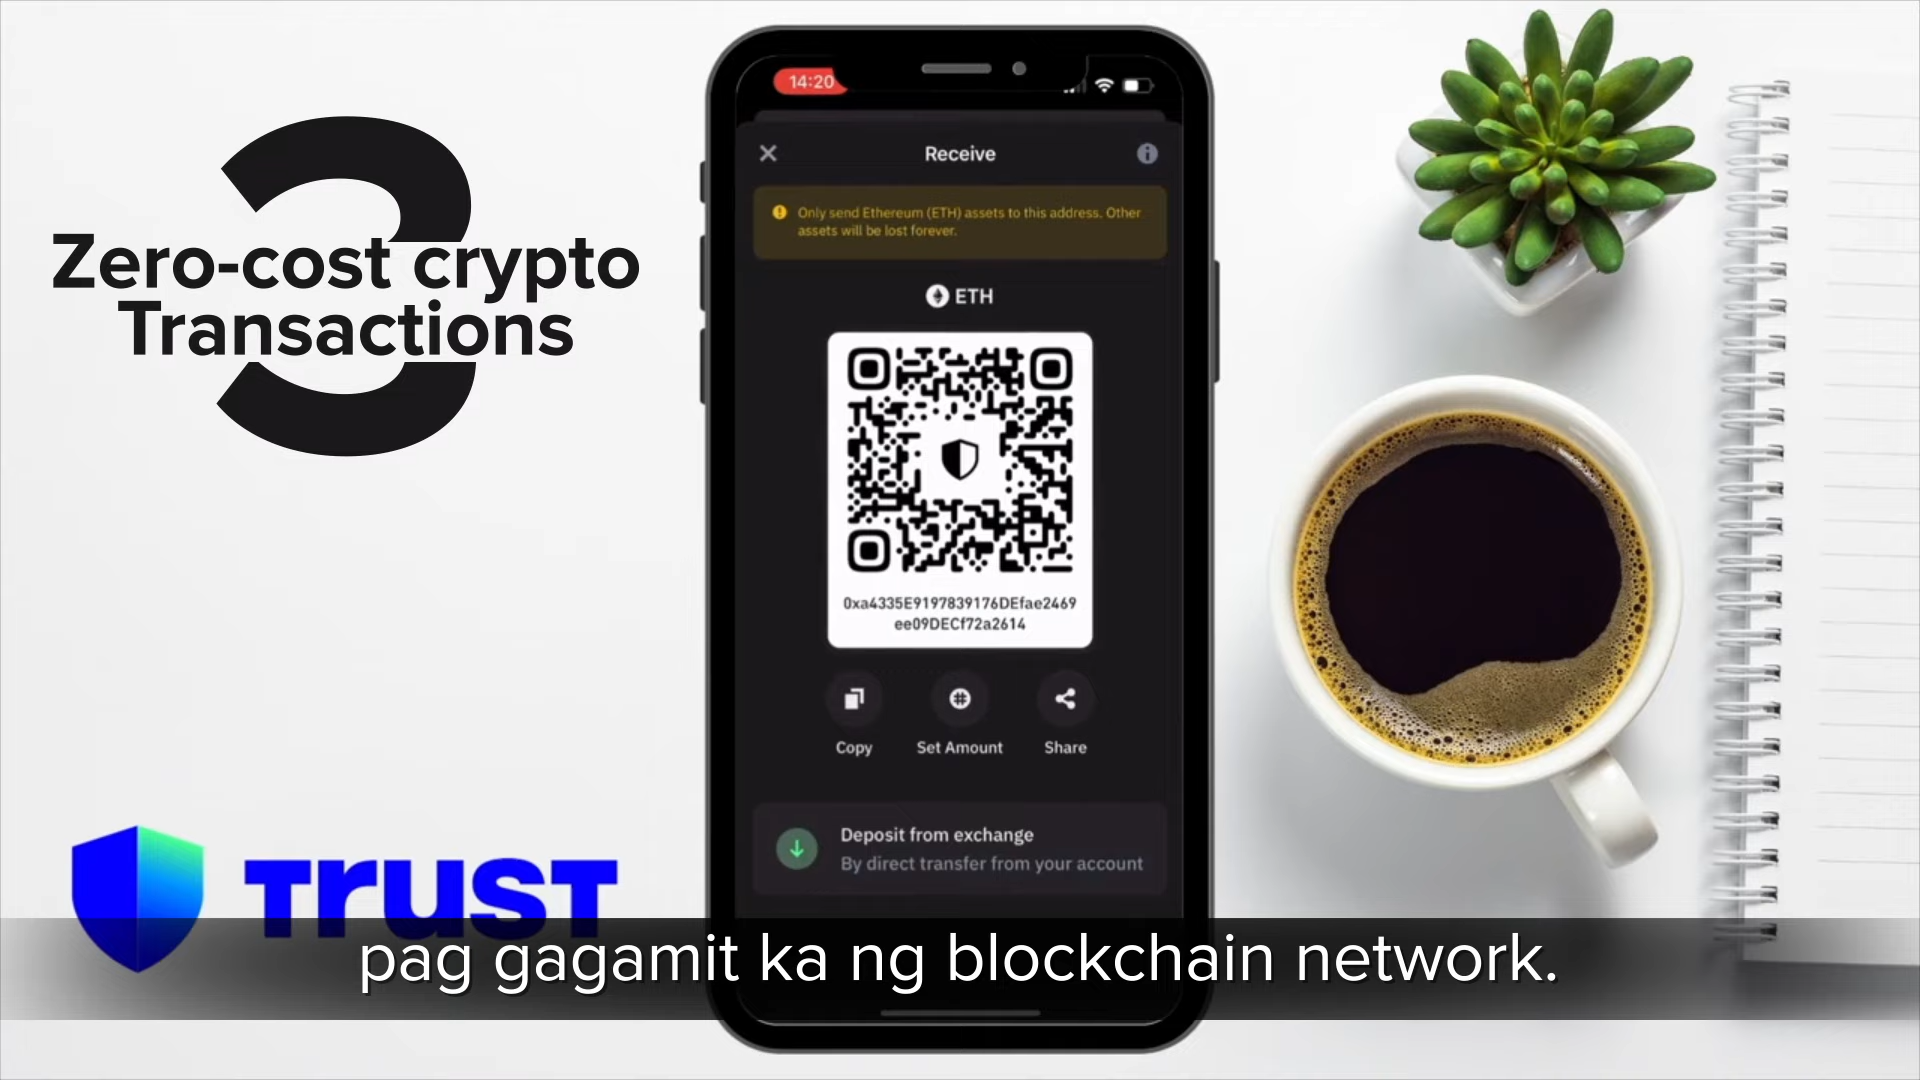 3
Zero-cost crypto
Transactions
14:20
Receive
Only send Ethereum (ETH) assets to this address. Other
assets will be lost forever.
ETH
0xa4335E9197839176DEfae2469
ee09DECf72a2614
Copy
Set Amount
Share
Deposit from exchange
By direct transfer from your account
TrUST
pag gagamit ka ng blockchain network.